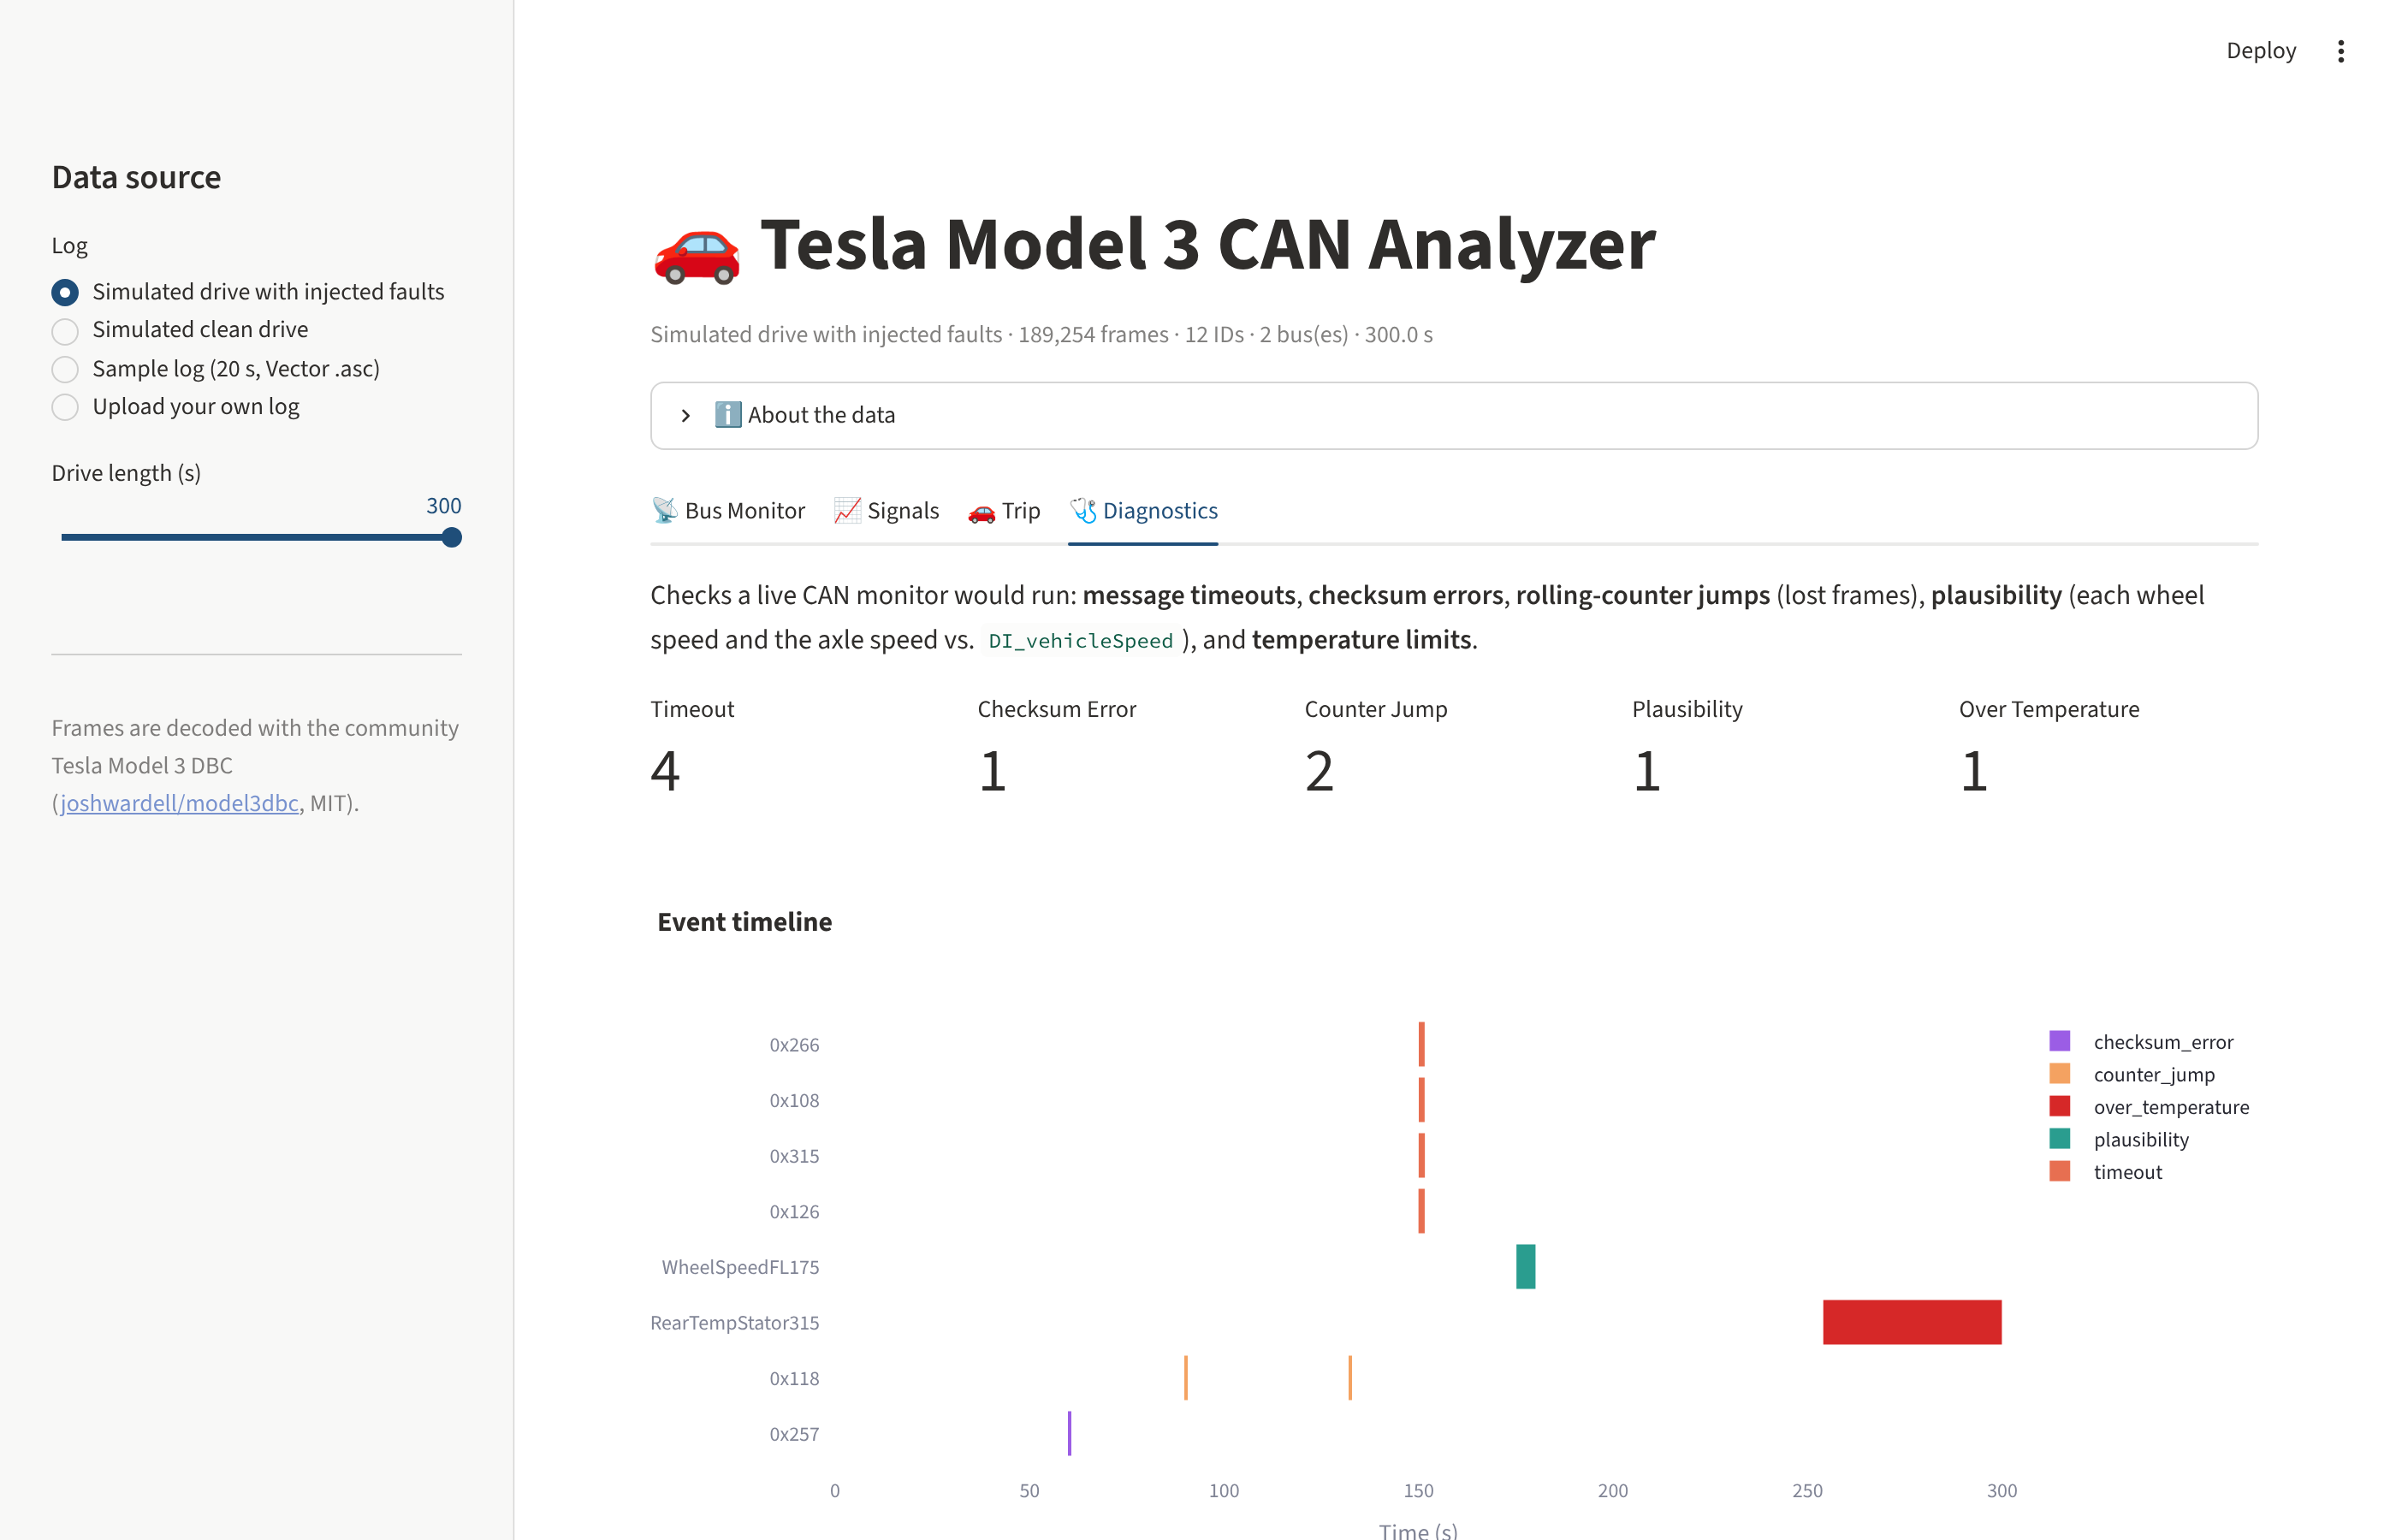 Deploy
Data source
Log
Simulated drive with injected faults
Simulated clean drive
Sample log (20 s, Vector .asc)
Upload your own log
Drive length (s)
300
Frames are decoded with the community
Tesla Model 3 DBC
(joshwardell/model3dbc, MIT).
Tesla Model 3 CAN Analyzer
Simulated drive with injected faults · 189,254 frames · 12 IDs · 2 bus(es) · 300.0 s
About the data
Bus Monitor Signals Trip Diagnostics
Checks a live CAN monitor would run: message timeouts, checksum errors, rolling-counter jumps (lost frames), plausibility (each wheel
speed and the axle speed vs. DI_vehicleSpeed ), and temperature limits.
Timeout Checksum Error Counter Jump Plausibility Over Temperature
4 1 2 1 1
Event timeline
0x266
0x108
0x315
0x126
WheelSpeedFL175
RearTempStator315
0x118
0x257
0 50 100 150 200 250 300
Time (s)
checksum_error
counter_jump
over_temperature
plausibility
timeout